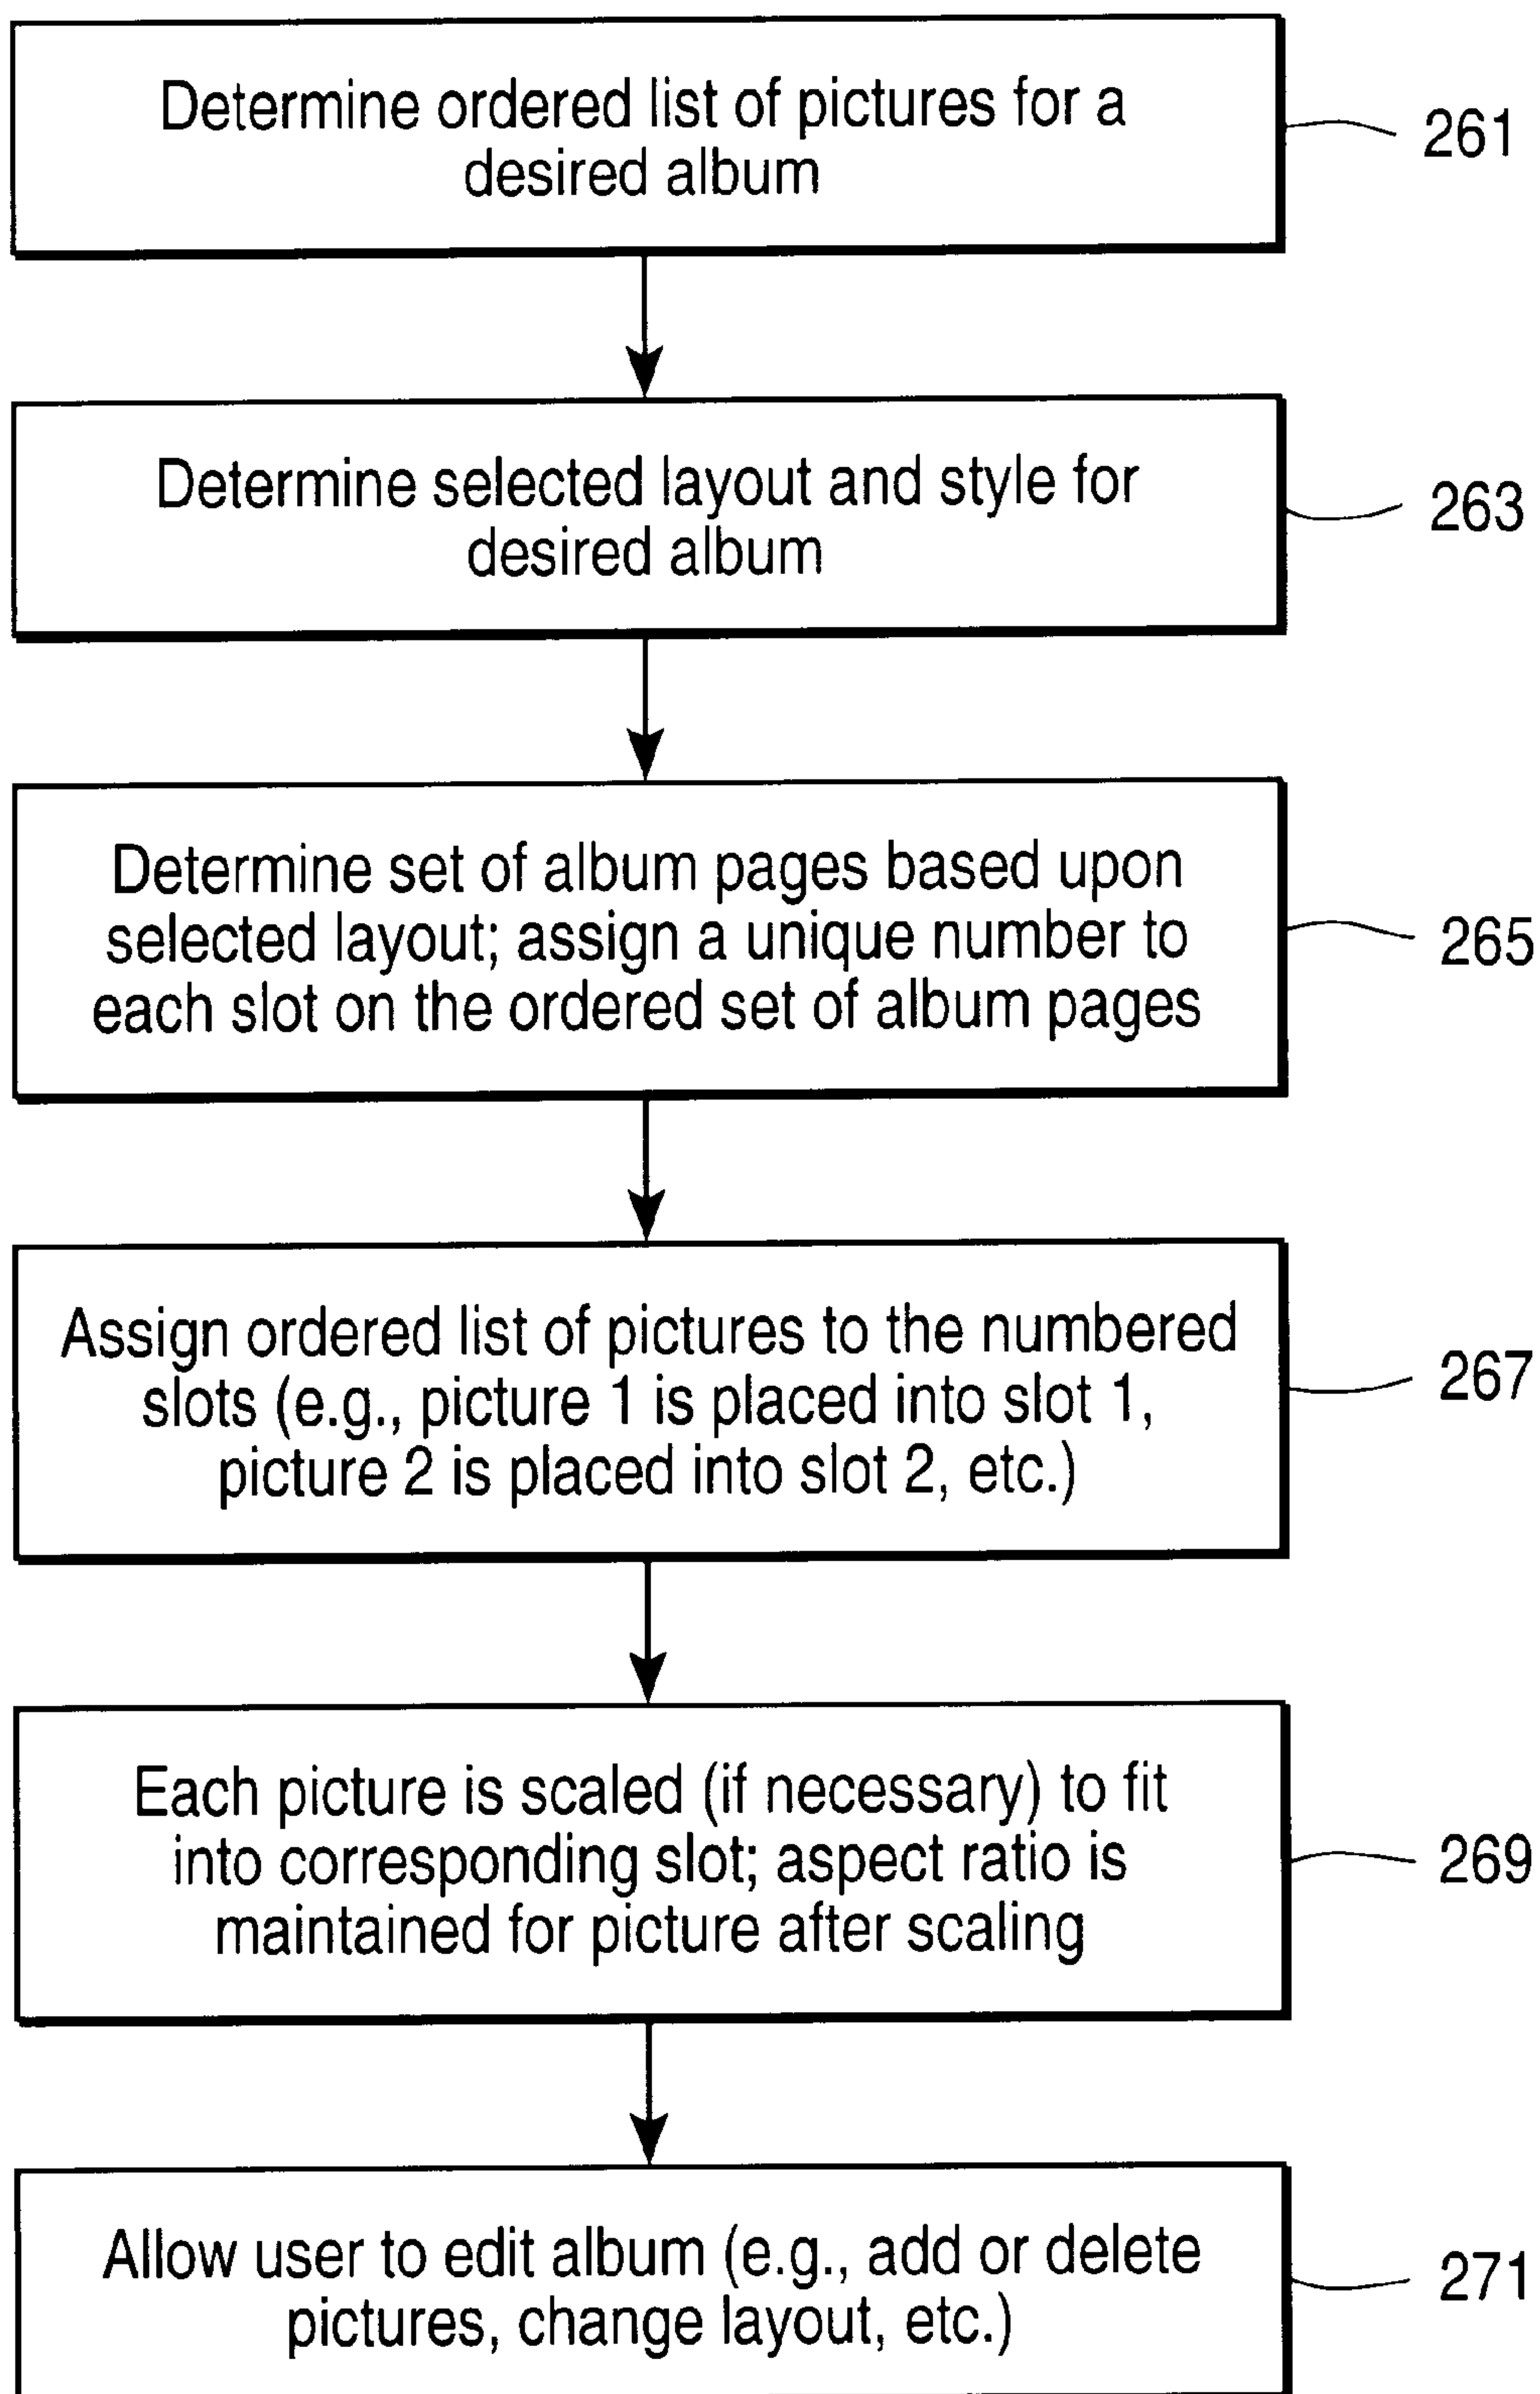 Determine ordered list of pictures for a
desired album
261
Determine selected layout and style for
desired album
263
Determine set of album pages based upon
selected layout; assign a unique number to
each slot on the ordered set of album pages
265
Assign ordered list of pictures to the numbered
slots (e.g., picture 1 is placed into slot 1,
picture 2 is placed into slot 2, etc.)
267
Each picture is scaled (if necessary) to fit
into corresponding slot; aspect ratio is
maintained for picture after scaling
269
Allow user to edit album (e.g., add or delete
pictures, change layout, etc.)
271